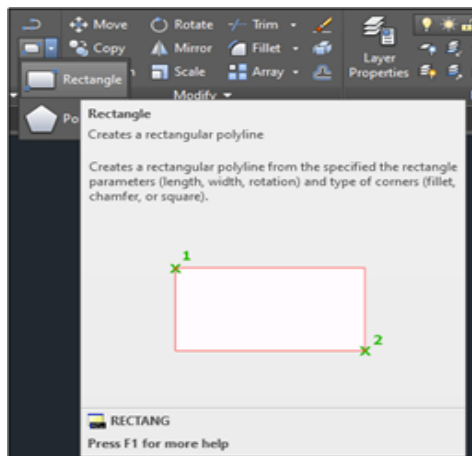 Move Rotate Trim
Copy Mirror Fillet
Layer
Rectangle Scale Array Properties
Modify
Rectangle
Creates a rectangular polyline
Creates a rectangular polyline from the specified the rectangle
parameters (length, width, rotation) and type of corners (fillet,
chamfer, or square).
1
2
RECTANG
Press F1 for more help